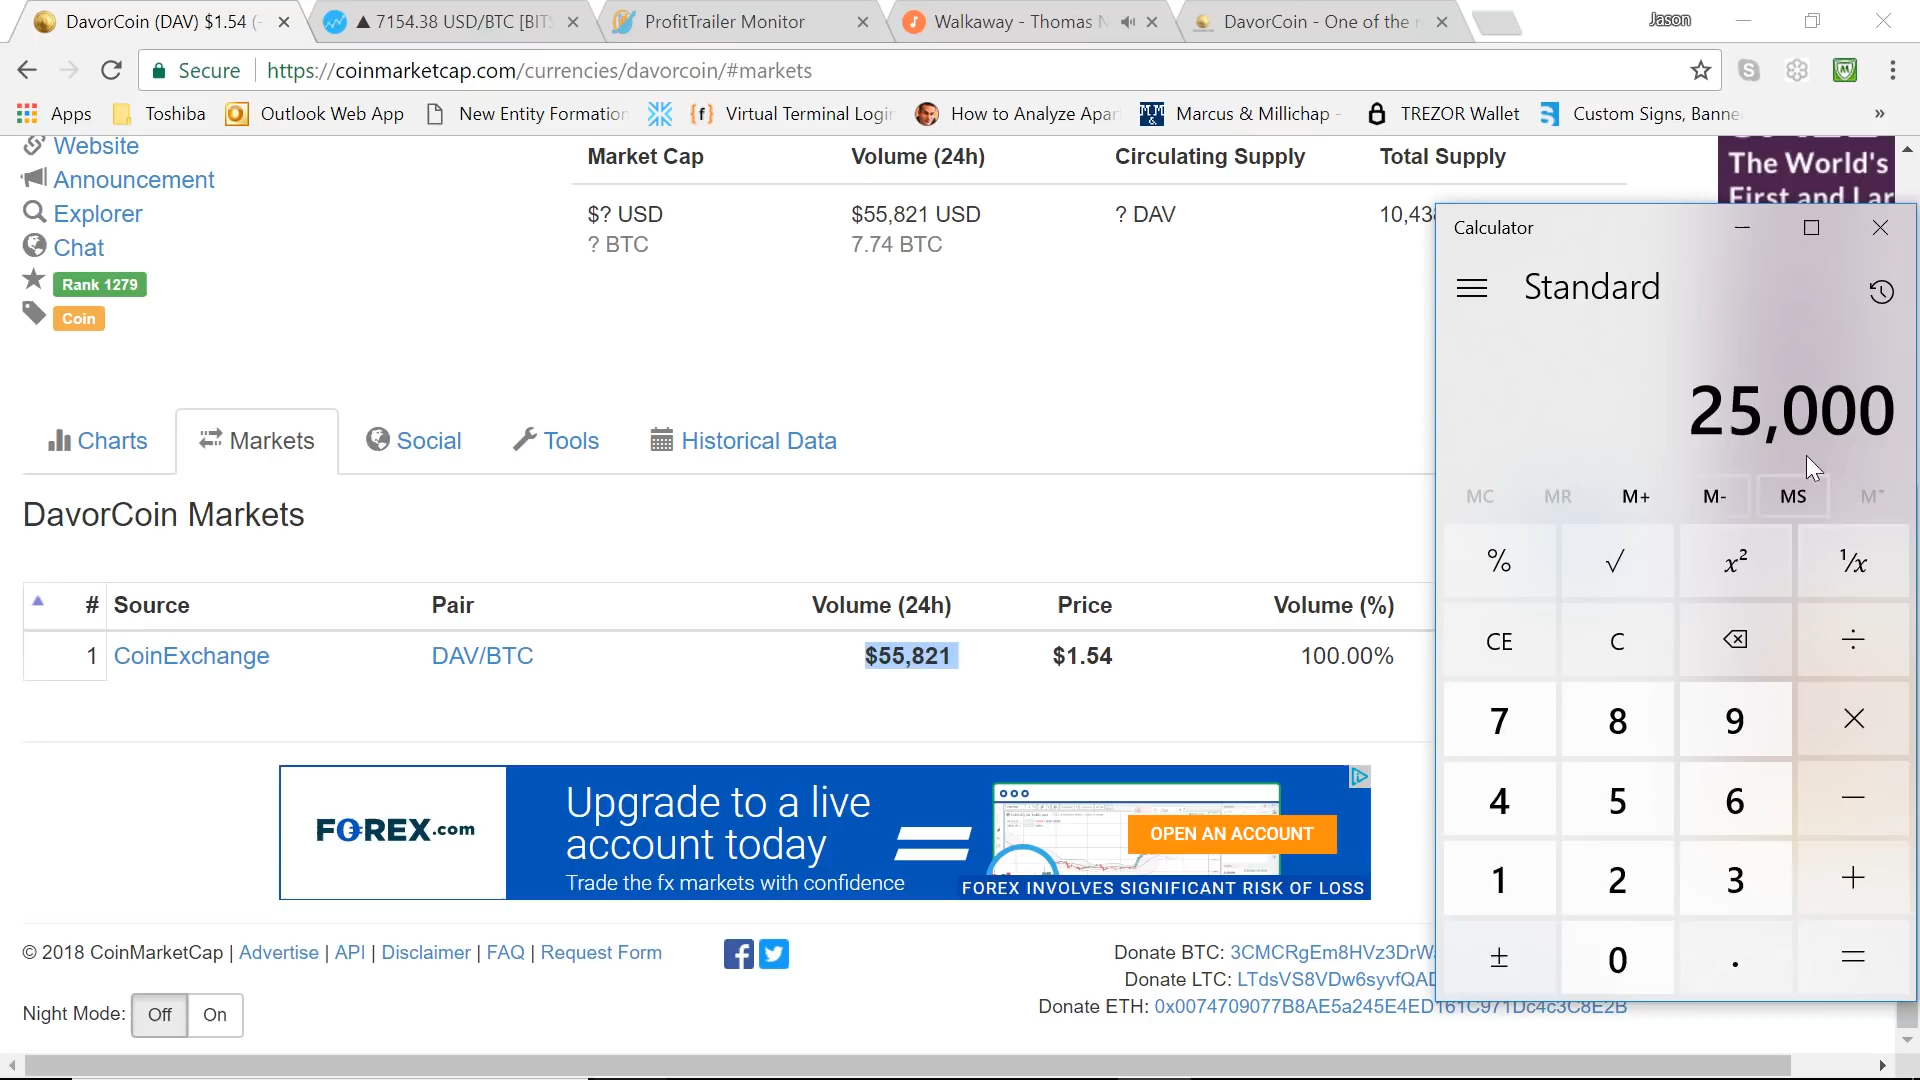 DavorCoin (DAV) $1.54 (
▲ 7154.38 USD/BTC [BITS
ProfitTrailer Monitor
Walkaway - Thomas N
DavorCoin - One of the
Jason
Secure
https://coinmarketcap.com/currencies/davorcoin/#markets
Apps
Toshiba
Outlook Web App
New Entity Formation
Virtual Terminal Login
How to Analyze Apar
Marcus & Millichap -
TREZOR Wallet
Custom Signs, Banne
»
Website
Announcement
Explorer
Chat
Rank 1279
Coin
Market Cap
Volume (24h)
Circulating Supply
Total Supply
$? USD
$55,821 USD
? DAV
10,43
? BTC
7.74 BTC
The World's
First and Lar
Charts
Markets
Social
Tools
Historical Data
DavorCoin Markets
# Source Pair Volume (24h) Price Volume (%)
1 CoinExchange DAV/BTC $55,821 $1.54 100.00%
FOREX.com
Upgrade to a live
account today
Trade the fx markets with confidence
OPEN AN ACCOUNT
FOREX INVOLVES SIGNIFICANT RISK OF LOSS
© 2018 CoinMarketCap | Advertise | API | Disclaimer | FAQ | Request Form
Donate BTC: 3CMCRgEm8HVz3DrW
Donate LTC: LTdsVS8VDw6syvfQAD
Donate ETH: 0x0074709077B8AE5a245E4ED161C971Dc4c3C8E2B
Night Mode: Off On
Calculator
Standard
25,000
MC MR M+ M- MS M
% √ x² ¹/x
CE C ÷
7 8 9 ×
4 5 6 −
1 2 3 +
± 0 . =